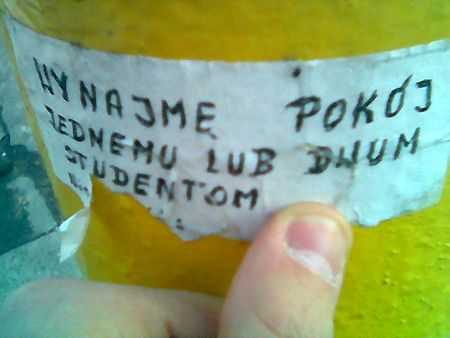 WYNAJMĘ POKÓJ
JEDNEMU LUB DWUM
STUDENTOM